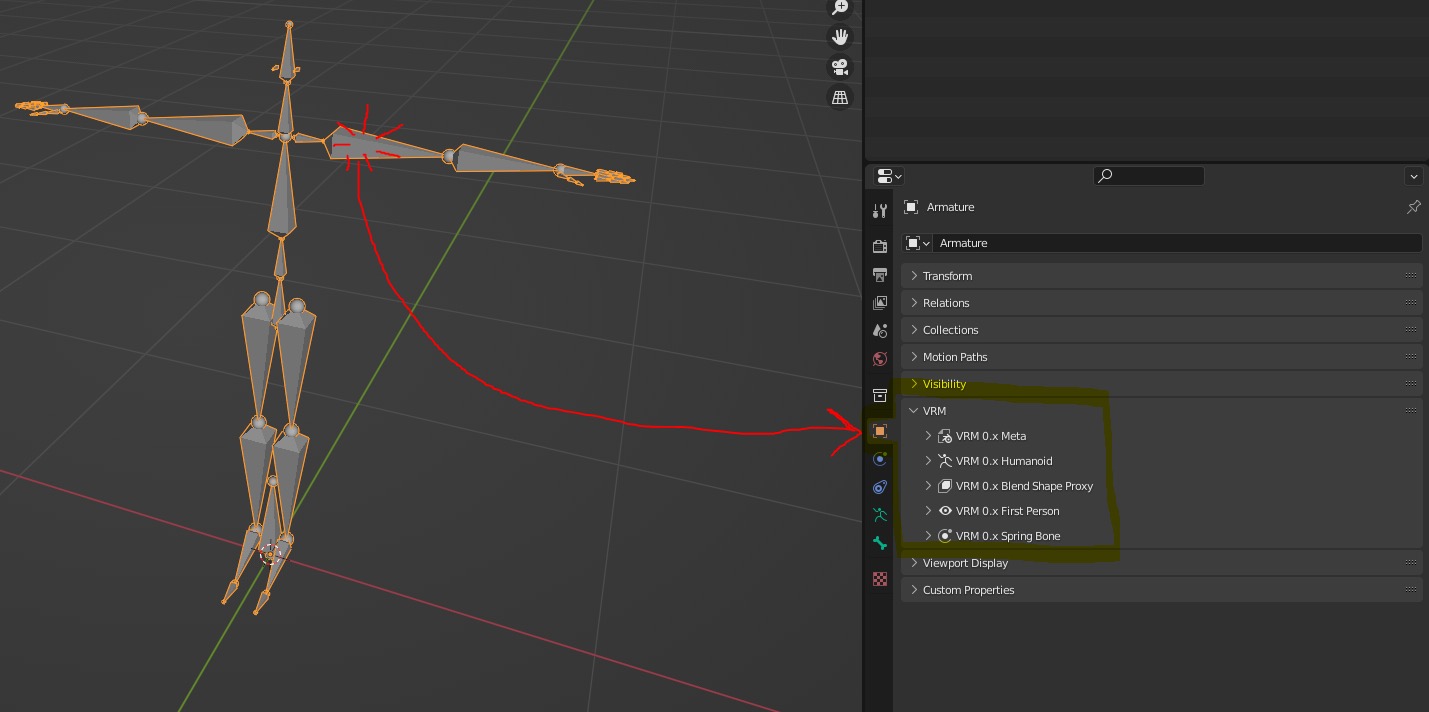 Armature
Armature
Transform
Relations
Collections
Motion Paths
Visibility
VRM
VRM 0.x Meta
VRM 0.x Humanoid
VRM 0.x Blend Shape Proxy
VRM 0.x First Person
VRM 0.x Spring Bone
Viewport Display
Custom Properties